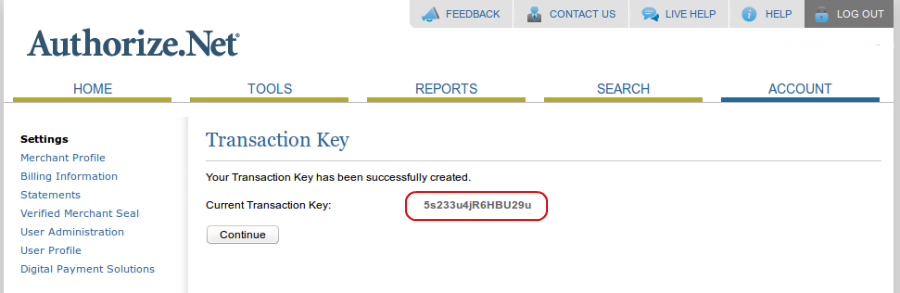 FEEDBACK CONTACT US LIVE HELP HELP LOG OUT
Authorize.Net®
HOME TOOLS REPORTS SEARCH ACCOUNT
Settings
Merchant Profile
Billing Information
Statements
Verified Merchant Seal
User Administration
User Profile
Digital Payment Solutions
Transaction Key
Your Transaction Key has been successfully created.
Current Transaction Key: 5s233u4jR6HBU29u
Continue